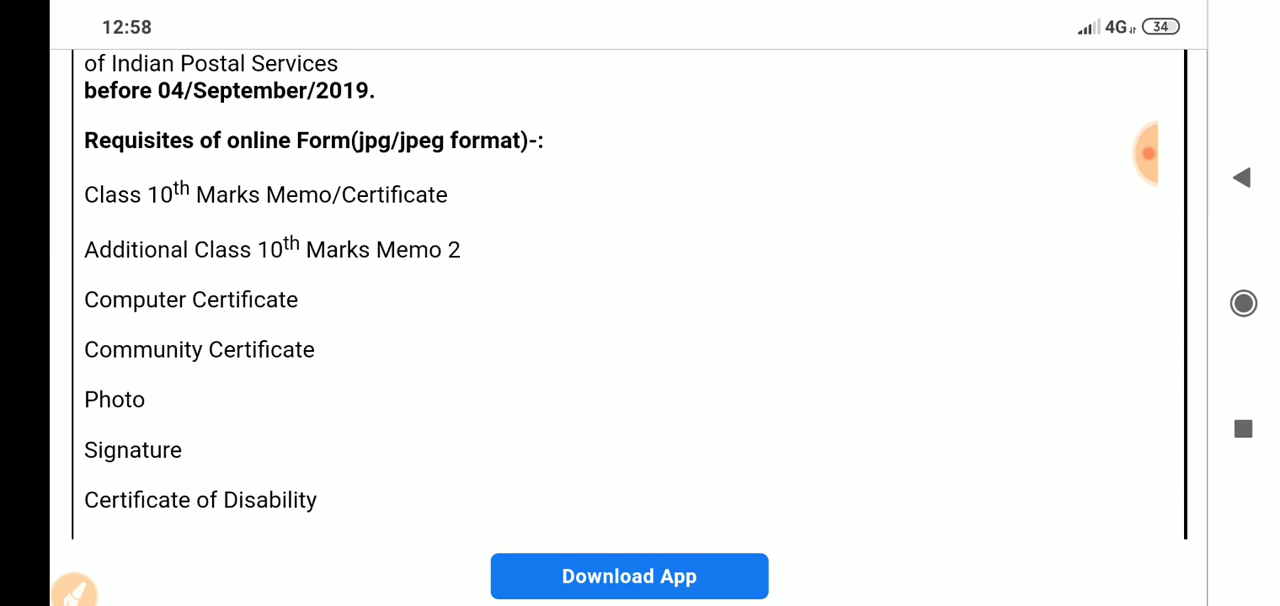 12:58
4G
34
of Indian Postal Services
before 04/September/2019.
Requisites of online Form(jpg/jpeg format)-:
Class 10th Marks Memo/Certificate
Additional Class 10th Marks Memo 2
Computer Certificate
Community Certificate
Photo
Signature
Certificate of Disability
Download App